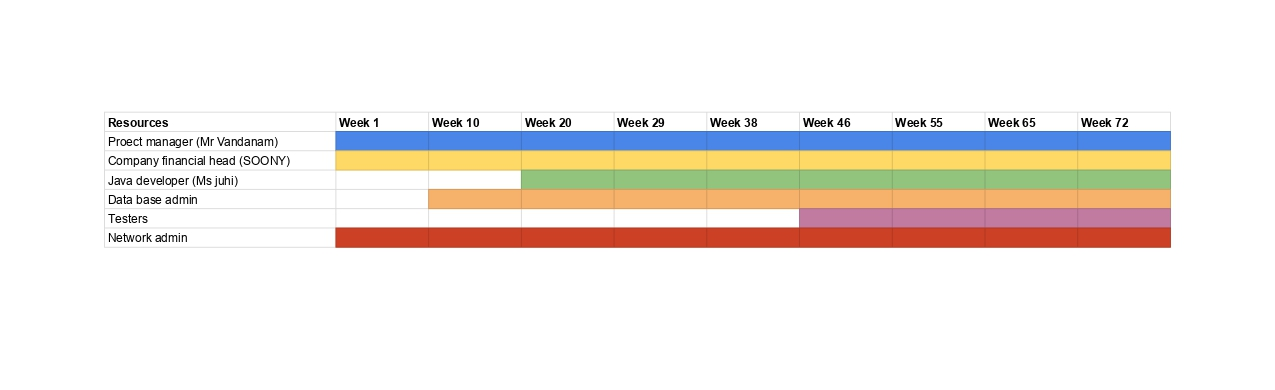 Resources Week 1 Week 10 Week 20 Week 29 Week 38 Week 46 Week 55 Week 65 Week 72
Proect manager (Mr Vandanam)
Company financial head (SOONY)
Java developer (Ms juhi)
Data base admin
Testers
Network admin